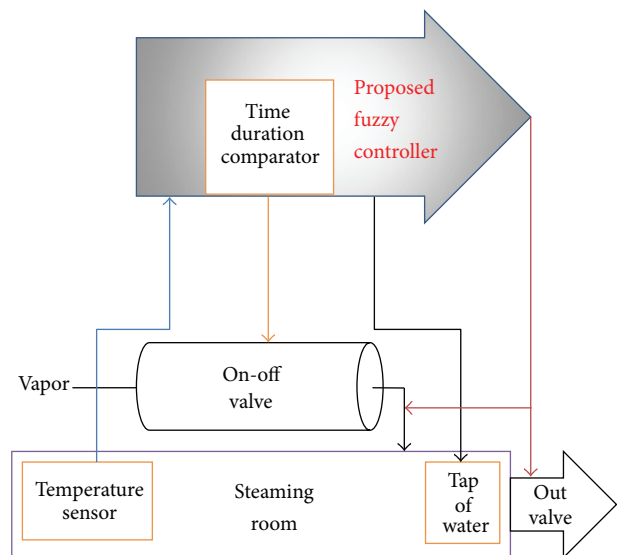 Time
duration
comparator
Proposed
fuzzy
controller
Vapor
On-off
valve
Temperature
sensor
Steaming
room
Tap
of
water
Out
valve